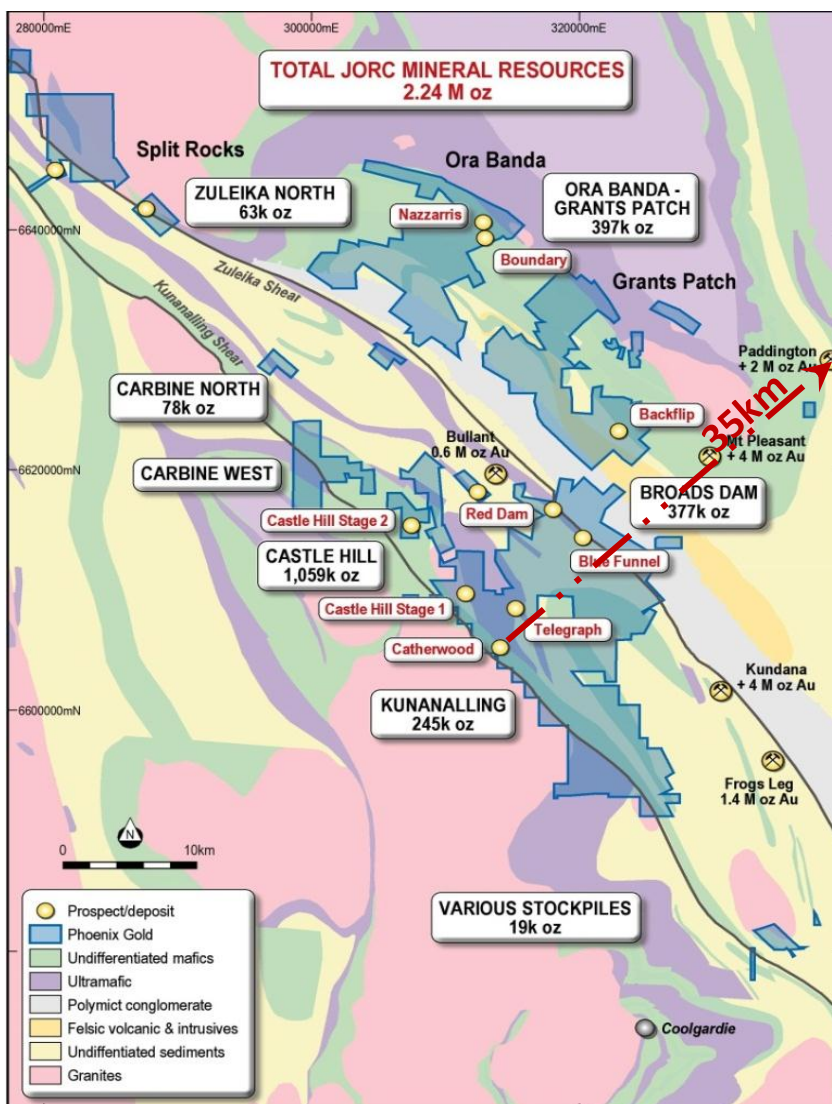 280000mE
300000mE
320000mE
TOTAL JORC MINERAL RESOURCES
2.24 M oz
Split Rocks
Ora Banda
ZULEIKA NORTH
63k oz
Nazzarris
ORA BANDA -
GRANTS PATCH
397k oz
6640000mN
Boundary
Zuleika Shear
Grants Patch
Kunanalling Shear
Paddington
+ 2 M oz Au
CARBINE NORTH
78k oz
35km
Backflip
Bullant
0.6 M oz Au
Mt Pleasant
+ 4 M oz Au
6620000mN
CARBINE WEST
BROADS DAM
377k oz
Red Dam
Castle Hill Stage 2
CASTLE HILL
1,059k oz
Blue Funnel
Castle Hill Stage 1
Telegraph
Catherwood
Kundana
+ 4 M oz Au
KUNANALLING
245k oz
6600000mN
Frogs Leg
1.4 M oz Au
N
0
10km
VARIOUS STOCKPILES
19k oz
Prospect/deposit
Phoenix Gold
Undifferentiated mafics
Ultramafic
Polymict conglomerate
Felsic volcanic & intrusives
Undiffentiated sediments
Granites
Coolgardie